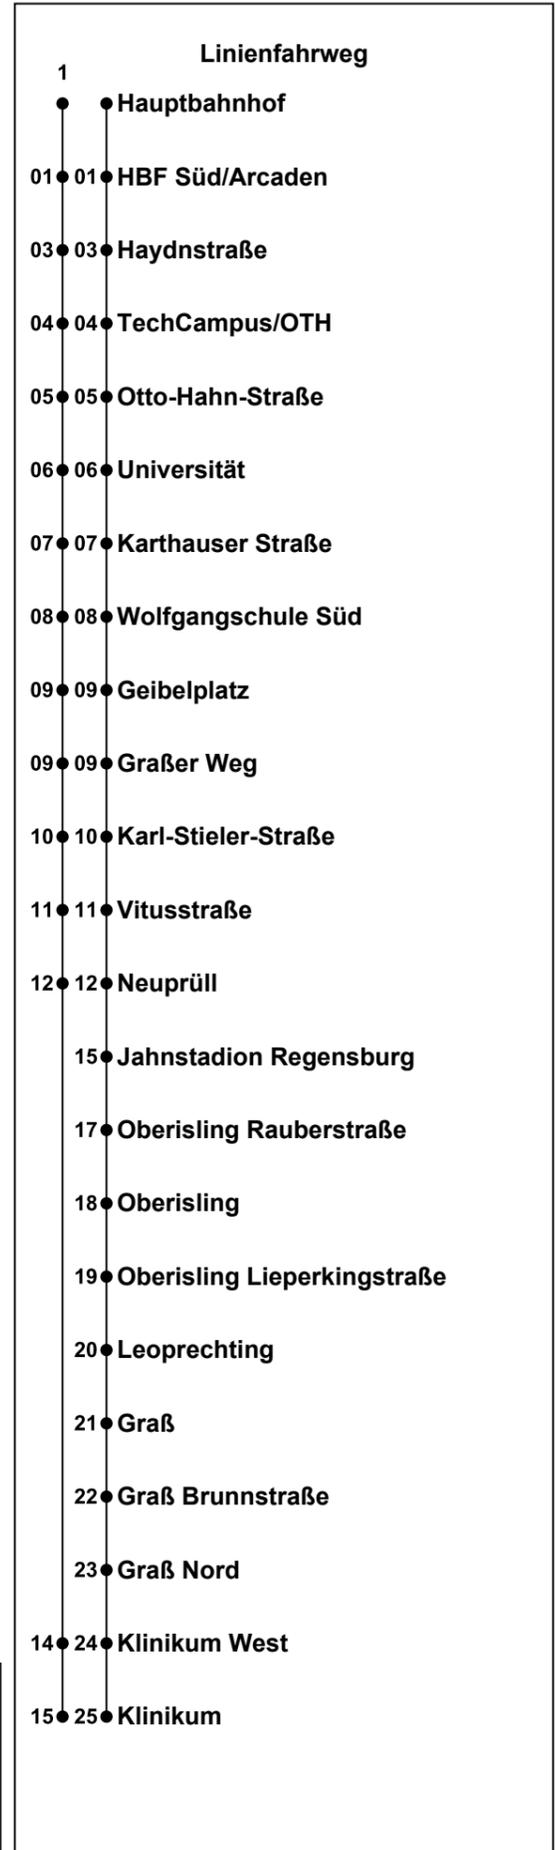 Linienfahrweg
1
Hauptbahnhof
01 01 HBF Süd/Arcaden
03 03 Haydnstraße
04 04 TechCampus/OTH
05 05 Otto-Hahn-Straße
06 06 Universität
07 07 Karthauser Straße
08 08 Wolfgangschule Süd
09 09 Geibelplatz
09 09 Graßer Weg
10 10 Karl-Stieler-Straße
11 11 Vitusstraße
12 12 Neuprüll
15 Jahnstadion Regensburg
17 Oberisling Rauberstraße
18 Oberisling
19 Oberisling Lieperkingstraße
20 Leoprechting
21 Graß
22 Graß Brunnstraße
23 Graß Nord
14 24 Klinikum West
15 25 Klinikum